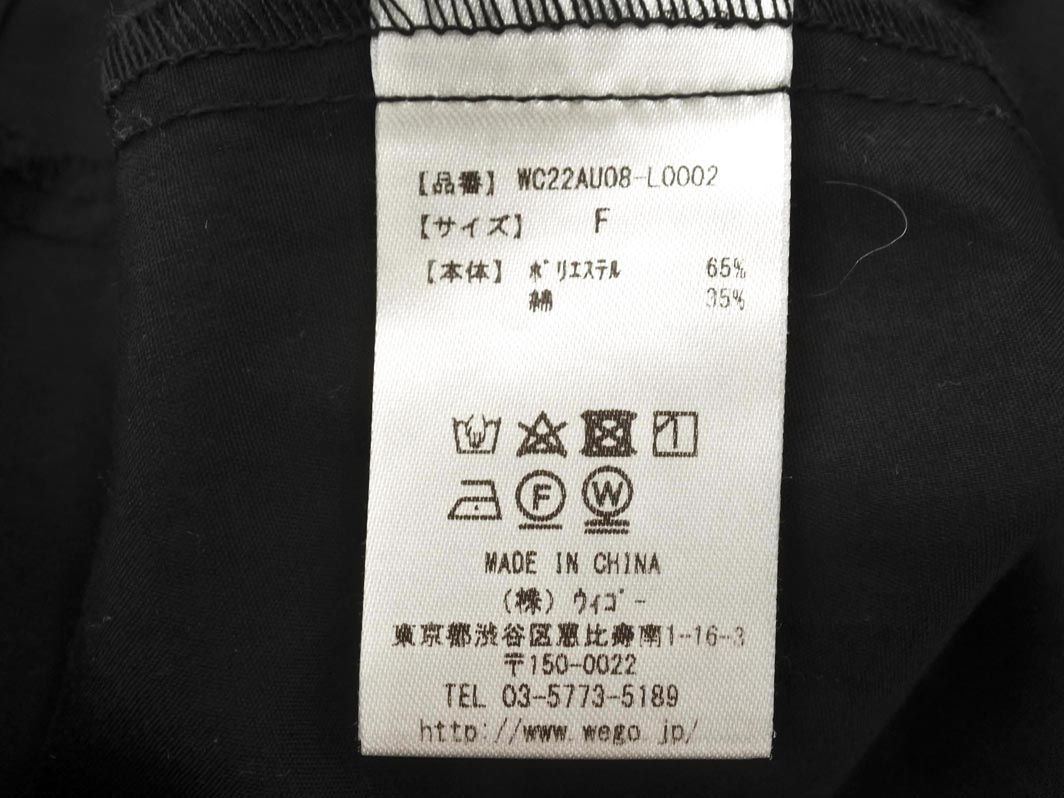 【品番】 WC22AU08-L0002
【サイズ】 F
【本体】 ポリエステル 65%
綿 35%
F W
MADE IN CHINA
(株) ウィゴー
東京都渋谷区恵比寿南1-16-3
〒150-0022
TEL 03-5773-5189
http://www.wego.jp/